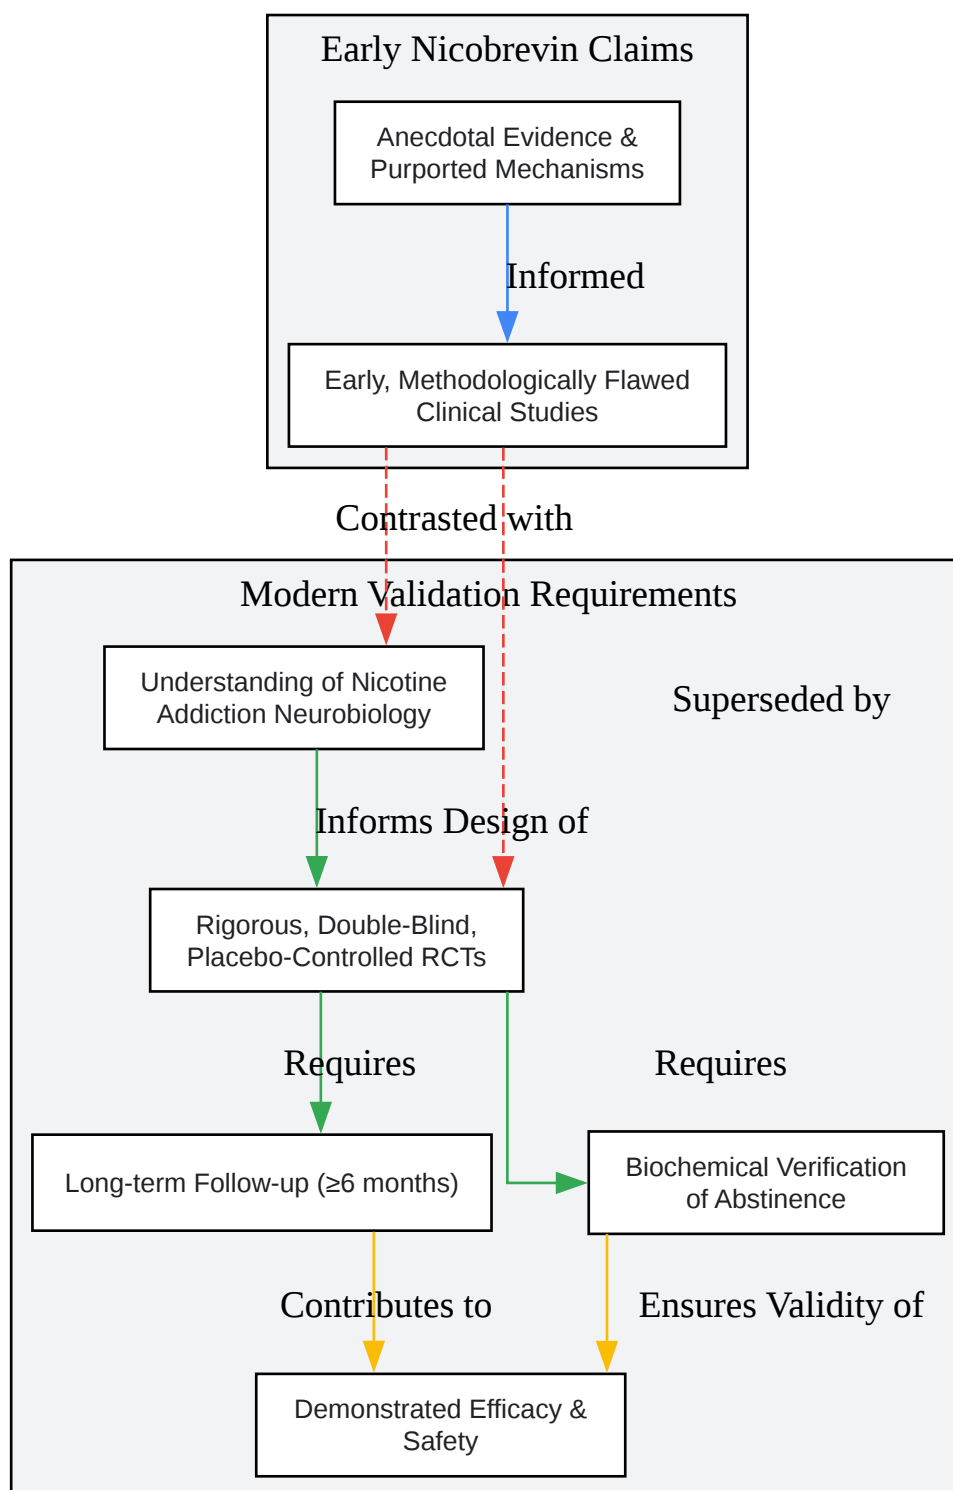 Early Nicobrevin Claims
Anecdotal Evidence &
Purported Mechanisms
Informed
Early, Methodologically Flawed
Clinical Studies
Contrasted with
Modern Validation Requirements
Understanding of Nicotine
Addiction Neurobiology
Superseded by
Informs Design of
Rigorous, Double-Blind,
Placebo-Controlled RCTs
Requires
Requires
Long-term Follow-up (≥6 months)
Biochemical Verification
of Abstinence
Contributes to
Ensures Validity of
Demonstrated Efficacy &
Safety